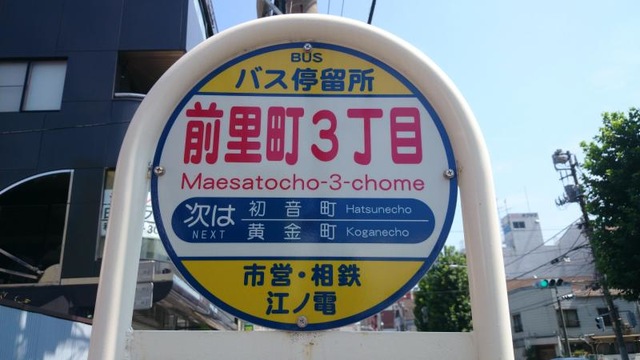 BUS
バス停留所
前里町3丁目
Maesatocho-3-chome
次は 初音町 Hatsunecho
NEXT 黄金町 Koganecho
市営・相鉄
江ノ電